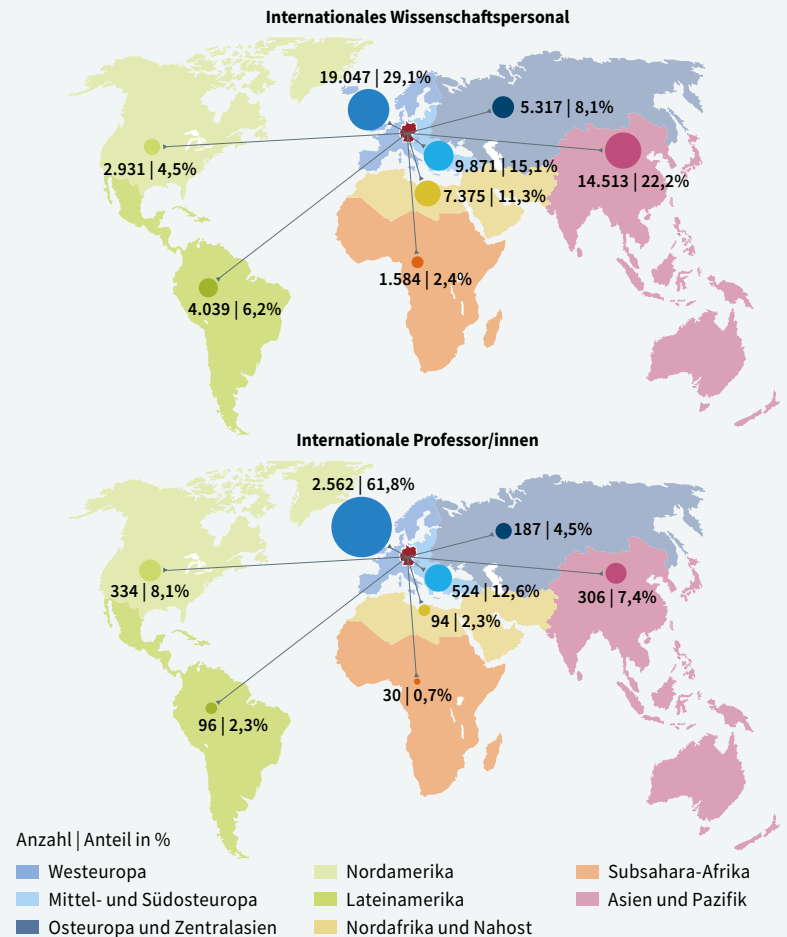 Internationales Wissenschaftspersonal
19.047 | 29,1%
5.317 | 8,1%
2.931 | 4,5%
9.871 | 15,1%
14.513 | 22,2%
7.375 | 11,3%
1.584 | 2,4%
4.039 | 6,2%
Internationale Professor/innen
2.562 | 61,8%
187 | 4,5%
334 | 8,1%
524 | 12,6%
306 | 7,4%
94 | 2,3%
30 | 0,7%
96 | 2,3%
Anzahl | Anteil in %
Westeuropa
Mittel- und Südosteuropa
Osteuropa und Zentralasien
Nordamerika
Lateinamerika
Nordafrika und Nahost
Subsahara-Afrika
Asien und Pazifik